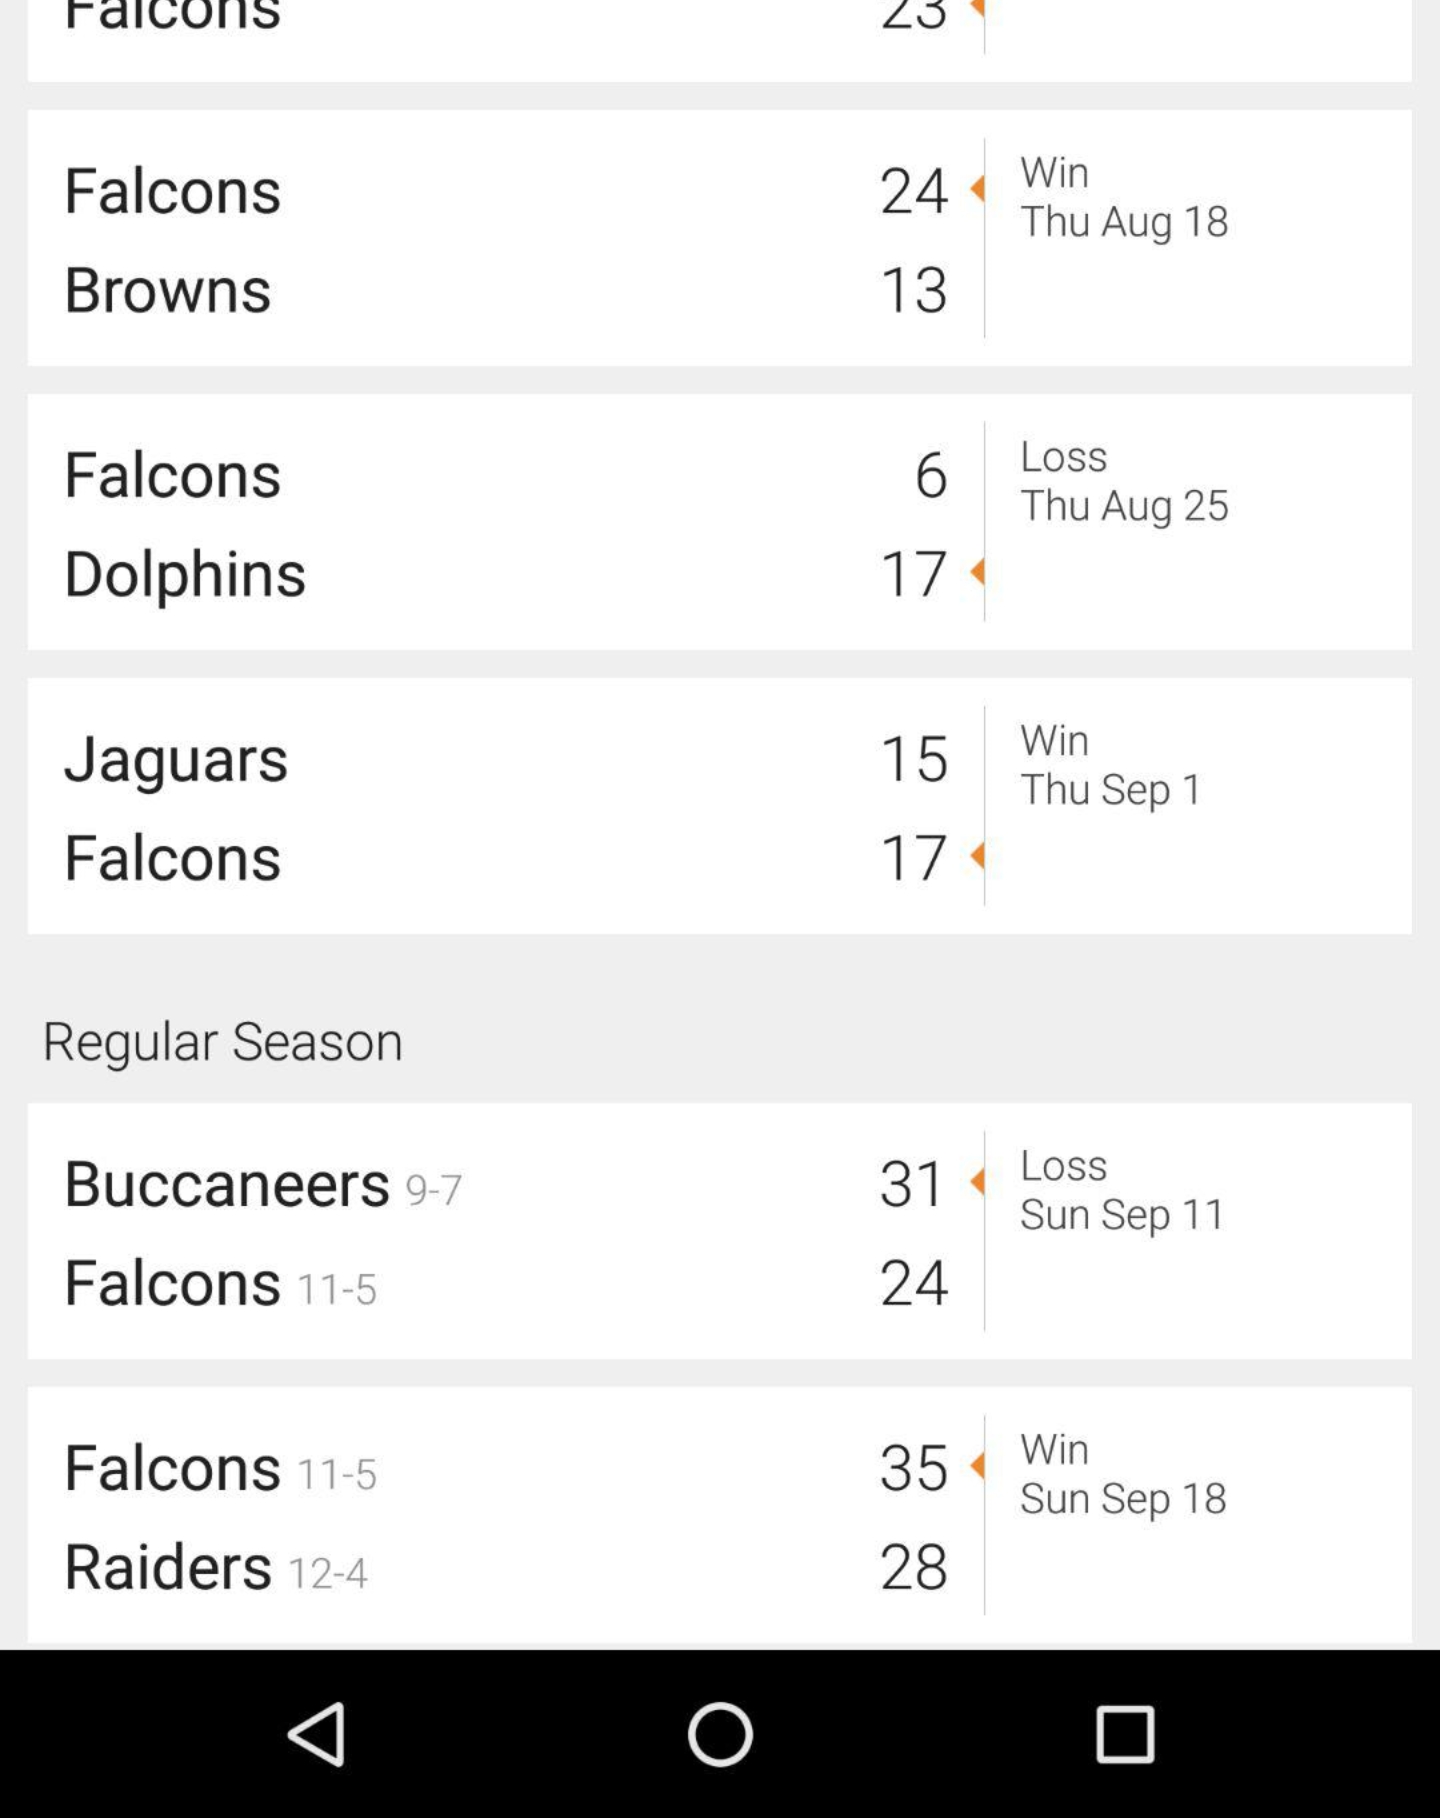 Falcons 23
Falcons 24 Win
Thu Aug 18
Browns 13
Falcons 6 Loss
Thu Aug 25
Dolphins 17
Jaguars 15 Win
Thu Sep 1
Falcons 17
Regular Season
Buccaneers 9-7 31 Loss
Sun Sep 11
Falcons 11-5 24
Falcons 11-5 35 Win
Sun Sep 18
Raiders 12-4 28